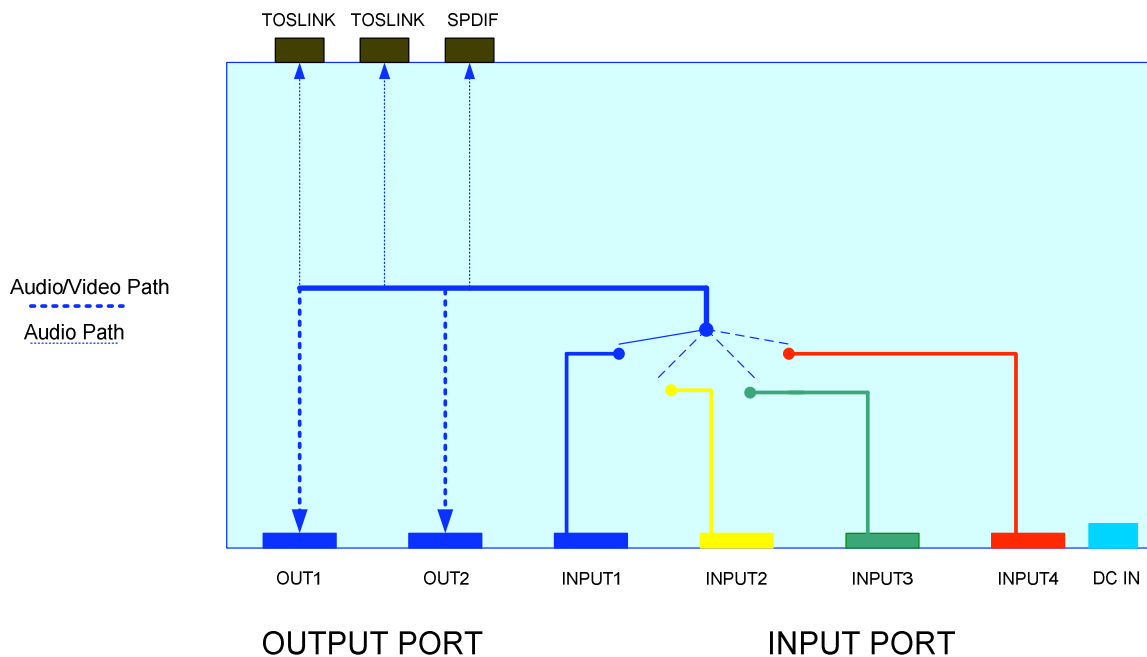 TOSLINK TOSLINK SPDIF
Audio/Video Path
Audio Path
OUT1 OUT2 INPUT1 INPUT2 INPUT3 INPUT4 DC IN
OUTPUT PORT INPUT PORT